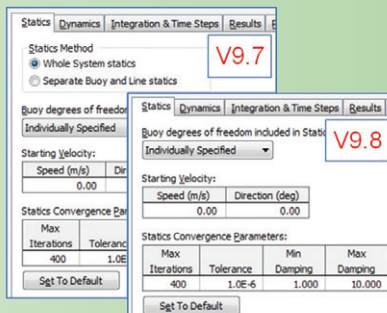 Statics Dynamics Integration & Time Steps Results
Statics Method
V9.7
Whole System statics
Separate Buoy and Line statics
Buoy degrees of freedom
Individually Specified
Starting Velocity:
Speed (m/s)
0.00
Statics Convergence
Max
Iterations
400 1.0E
Set To Default
Statics Dynamics Integration & Time Steps Results
Buoy degrees of freedom included in
V9.8
Individually Specified
Starting Velocity:
Speed (m/s) Direction (deg)
0.00 0.00
Statics Convergence Parameters:
Max Min Max
Iterations Tolerance Damping Damping
400 1.0E-6 1.000 10.000
Set To Default